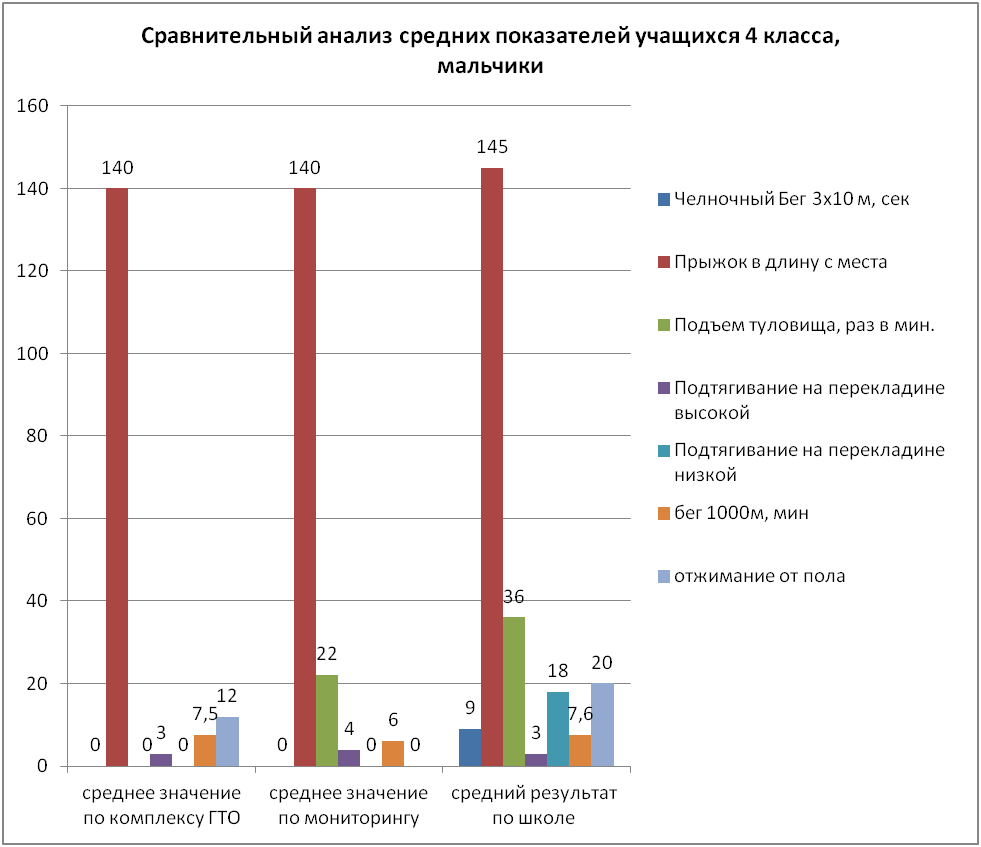 Сравнительный анализ средних показателей учащихся 4 класса,
мальчики
160
140
120
100
80
60
40
20
0
0
140
0
3
0
7,5
12
0
140
22
4
0
6
0
9
145
36
3
18
7,6
20
среднее значение
по комплексу ГТО
среднее значение
по мониторингу
средний результат
по школе
Челночный Бег 3х10 м, сек
Прыжок в длину с места
Подъем туловища, раз в мин.
Подтягивание на перекладине
высокой
Подтягивание на перекладине
низкой
бег 1000м, мин
отжимание от пола